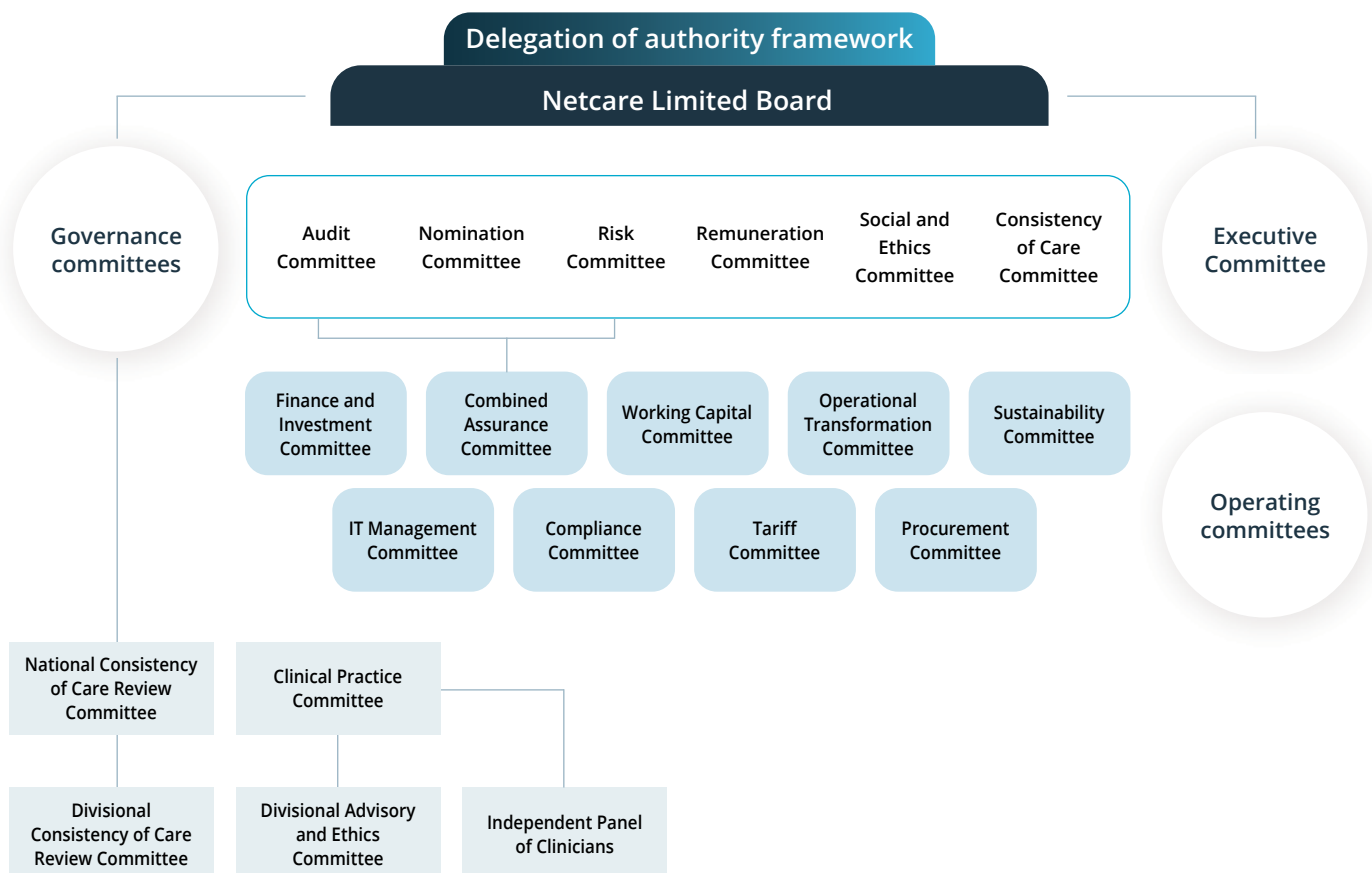 Delegation of authority framework
Netcare Limited Board
Governance
committees
Audit
Committee
Nomination
Committee
Risk
Committee
Remuneration
Committee
Social and
Ethics
Committee
Consistency
of Care
Committee
Executive
Committee
Finance and
Investment
Committee
Combined
Assurance
Committee
Working Capital
Committee
Operational
Transformation
Committee
Sustainability
Committee
Operating
committees
IT Management
Committee
Compliance
Committee
Tariff
Committee
Procurement
Committee
National Consistency
of Care Review
Committee
Clinical Practice
Committee
Divisional
Consistency of Care
Review Committee
Divisional Advisory
and Ethics
Committee
Independent Panel
of Clinicians